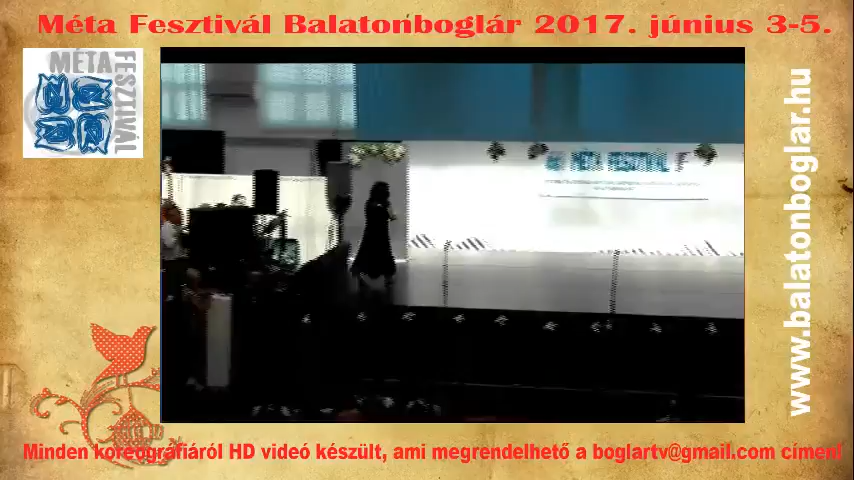 Méta Fesztivál Balatonboglár 2017. június 3-5.
MÉTA
FESZTIVÁL
www.balatonboglar.hu
Minden koreográfiáról HD videó készült, ami megrendelhető a boglartv@gmail.com címen!